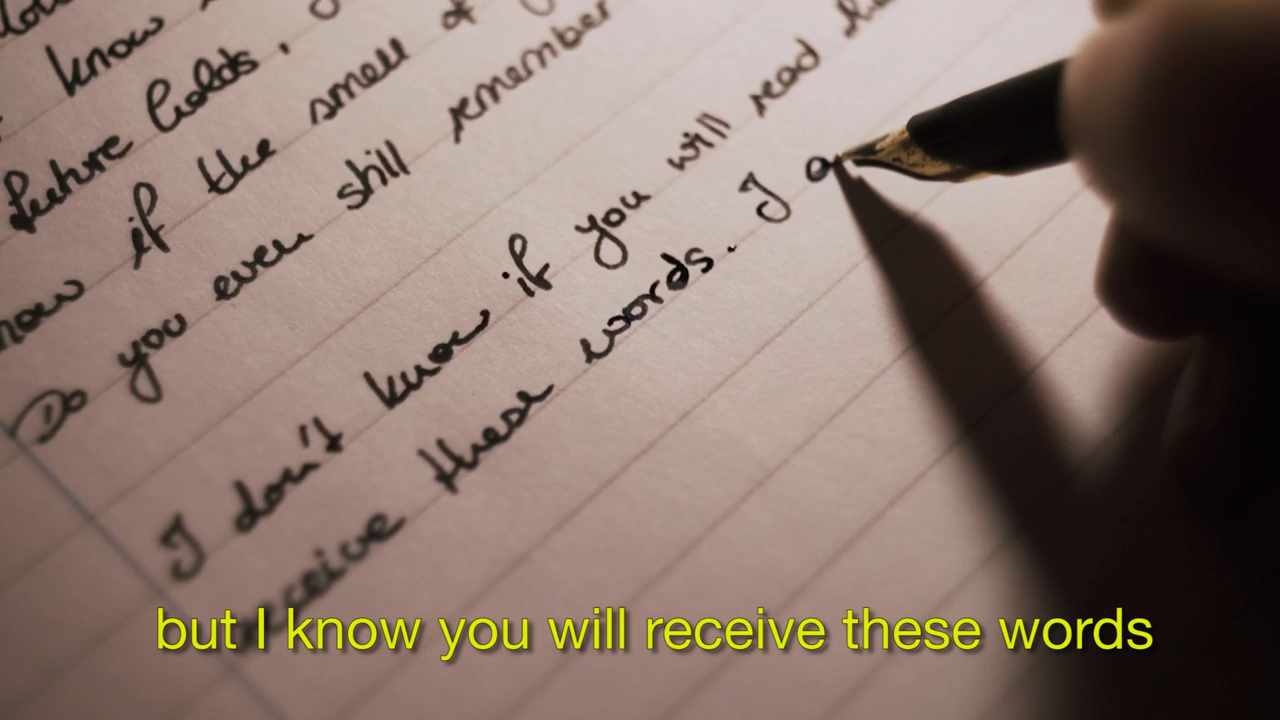 know
future holds.
now if the smell of
Do you even still remember
I don't know if you will read
receive these words. I a
but I know you will receive these words